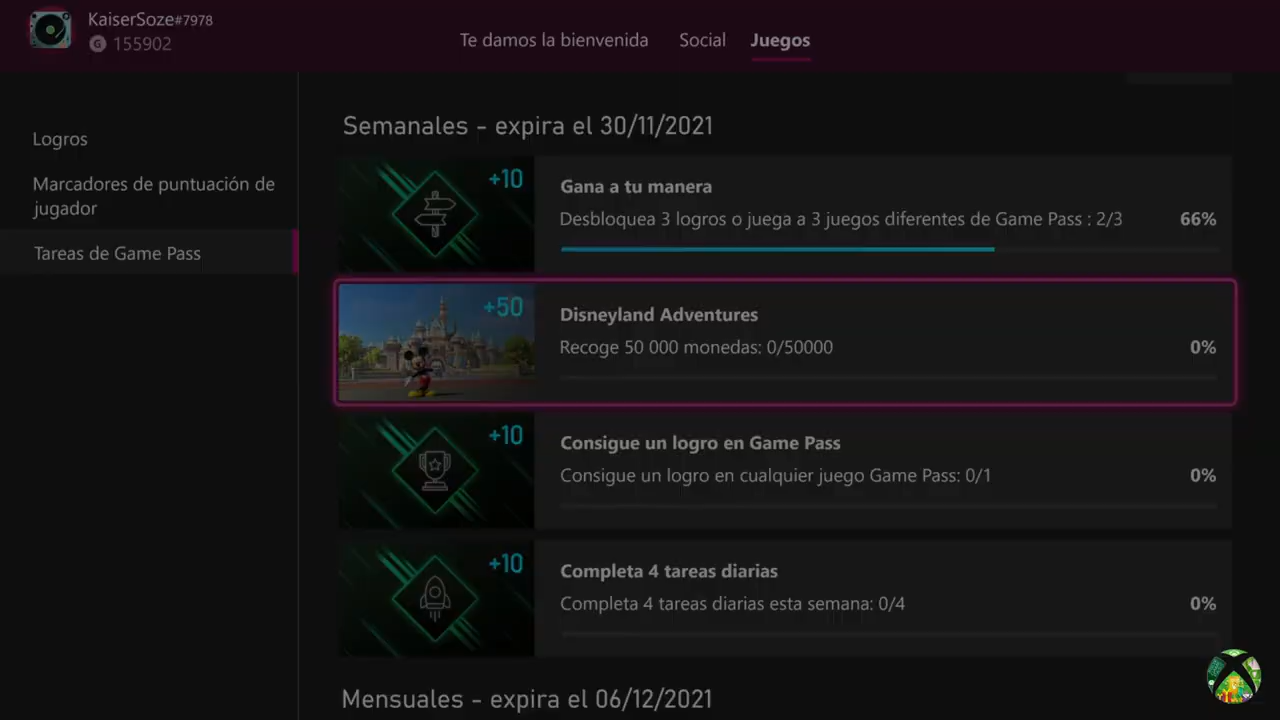 KaiserSoze#7978
G 155902
Te damos la bienvenida
Social
Juegos
Logros
Marcadores de puntuación de
jugador
Tareas de Game Pass
Semanales - expira el 30/11/2021
+10
Gana a tu manera
Desbloquea 3 logros o juega a 3 juegos diferentes de Game Pass : 2/3
66%
+50
Disneyland Adventures
Recoge 50 000 monedas: 0/50000
0%
+10
Consigue un logro en Game Pass
Consigue un logro en cualquier juego Game Pass: 0/1
0%
+10
Completa 4 tareas diarias
Completa 4 tareas diarias esta semana: 0/4
0%
Mensuales - expira el 06/12/2021